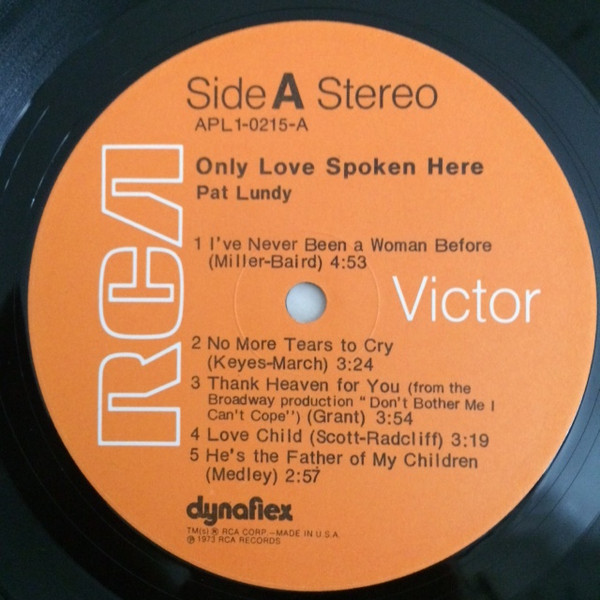 Side A Stereo
APL1-0215-A
Only Love Spoken Here
Pat Lundy
1 I've Never Been a Woman Before
(Miller-Baird) 4:53
RCA
Victor
2 No More Tears to Cry
(Keyes-March) 3:24
3 Thank Heaven for You (from the
Broadway production "Don't Bother Me I
Can't Cope") (Grant) 3:54
4 Love Child (Scott-Radcliff) 3:19
5 He's the Father of My Children
(Medley) 2:57
dynaflex
TM(s) ® RCA CORP.—MADE IN U.S.A.
℗ 1973 RCA RECORDS